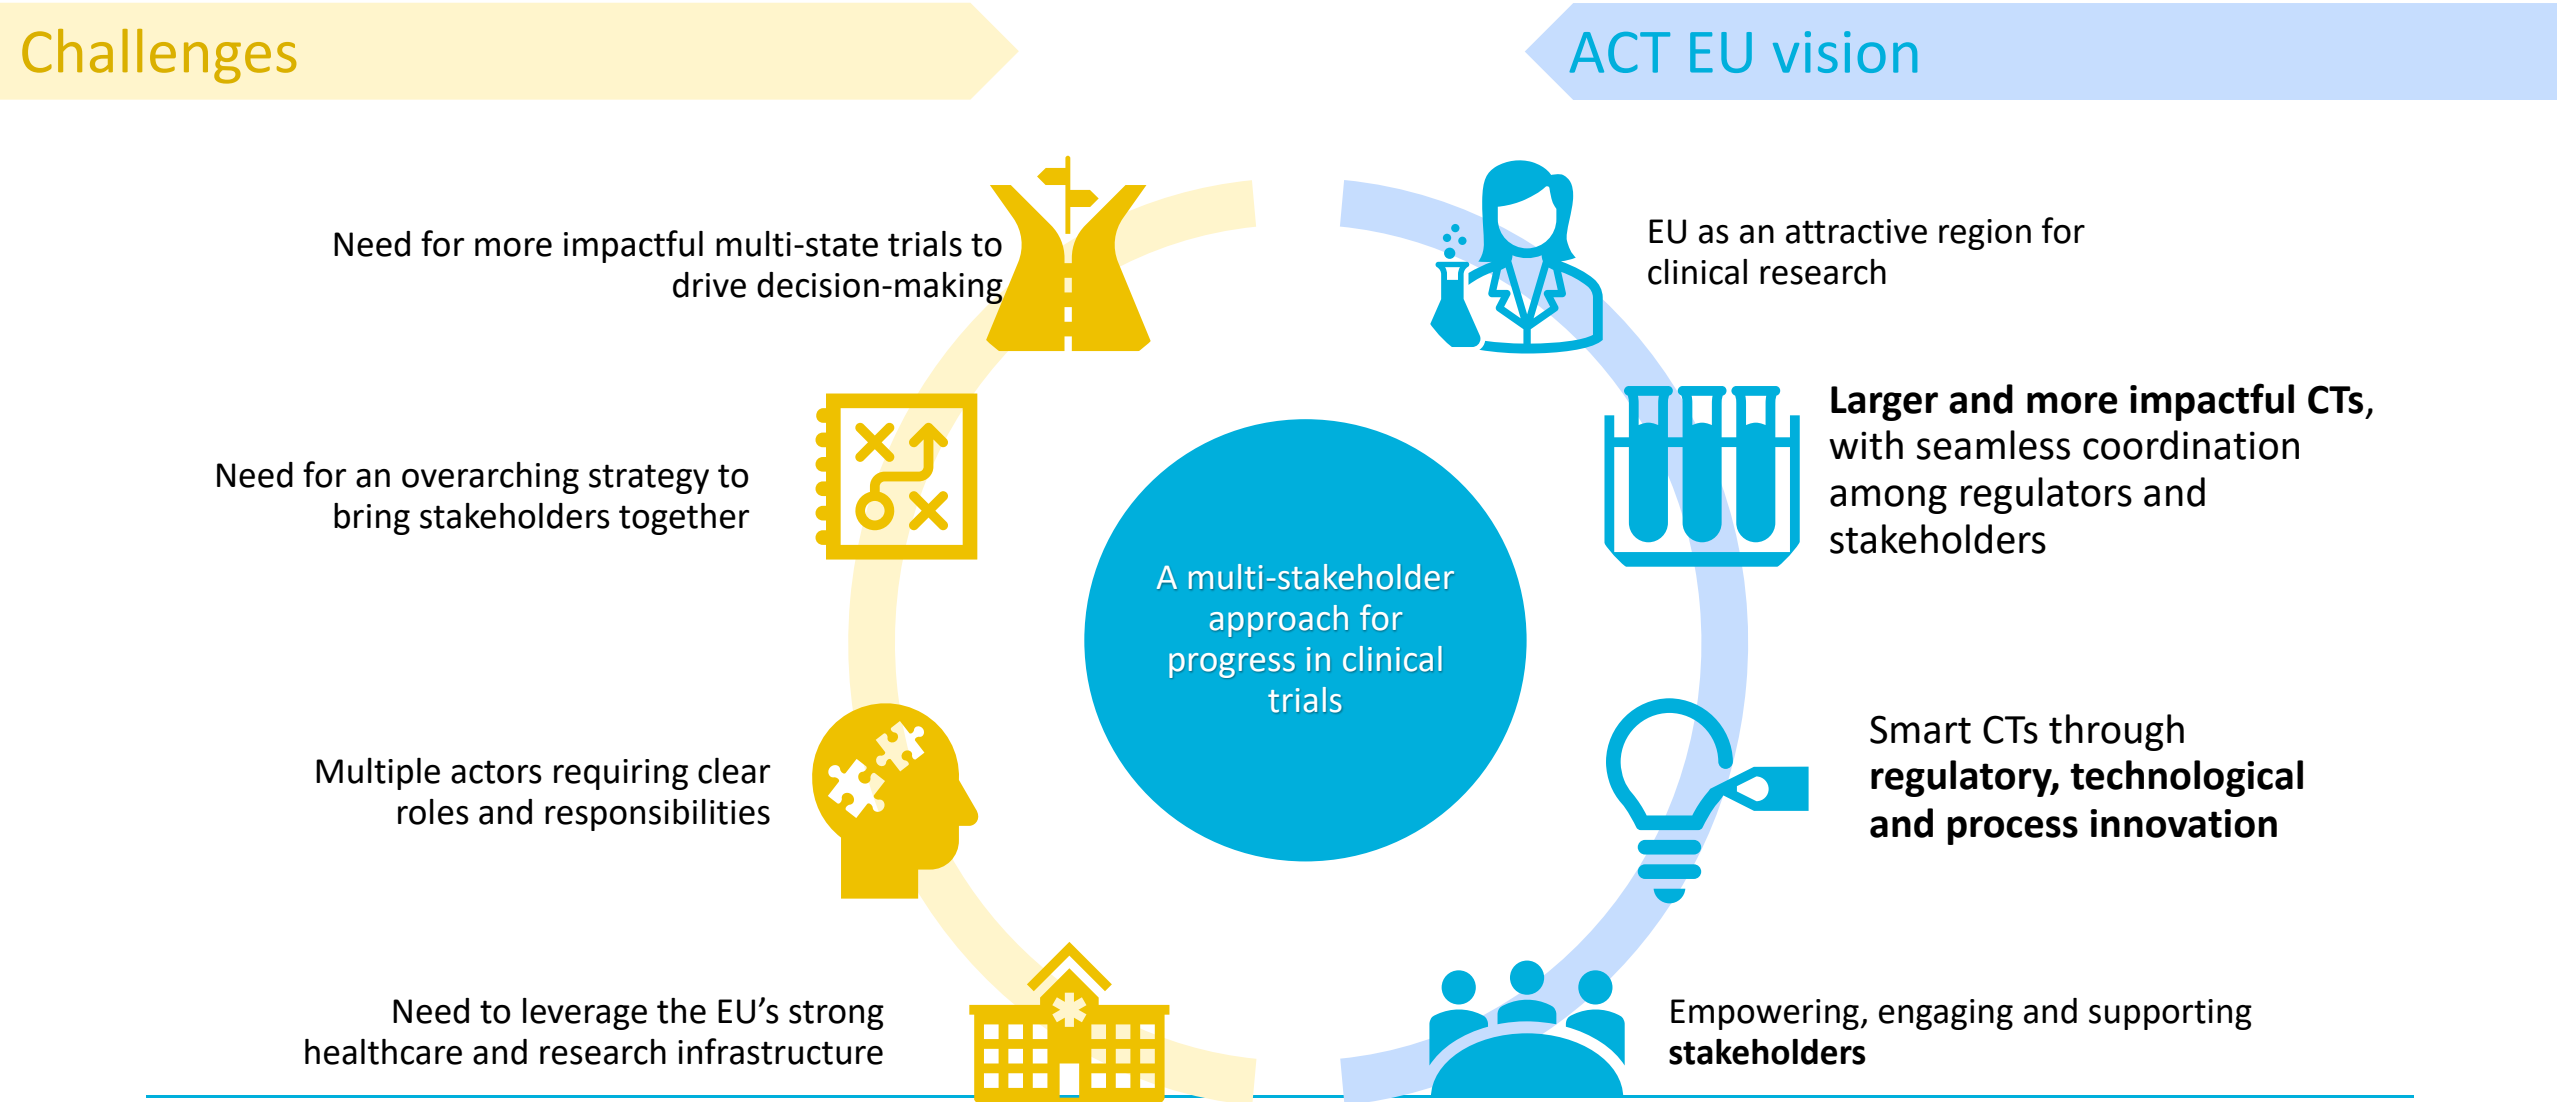 Challenges
Need for more impactful multi-state trials to
drive decision-making
Need for an overarching strategy to
bring stakeholders together
Multiple actors requiring clear
roles and responsibilities
Need to leverage the EU’s strong
healthcare and research infrastructure
A multi-stakeholder
approach for
progress in clinical
trials
ACT EU vision
EU as an attractive region for
clinical research
Larger and more impactful CTs,
with seamless coordination
among regulators and
stakeholders
Smart CTs through
regulatory, technological
and process innovation
Empowering, engaging and supporting
stakeholders